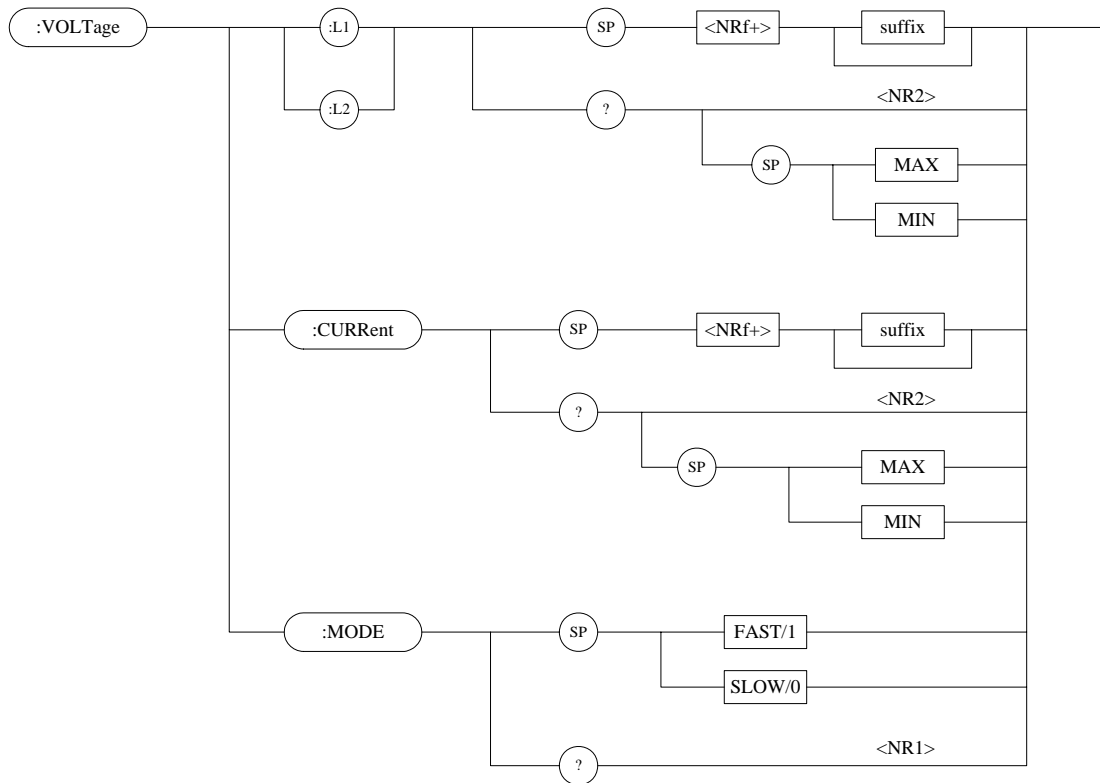 :VOLTage :L1 SP <NRf+> suffix
:L2 ? <NR2>
SP MAX
MIN
:CURRent SP <NRf+> suffix
? <NR2>
SP MAX
MIN
:MODE SP FAST/1
SLOW/0
? <NR1>